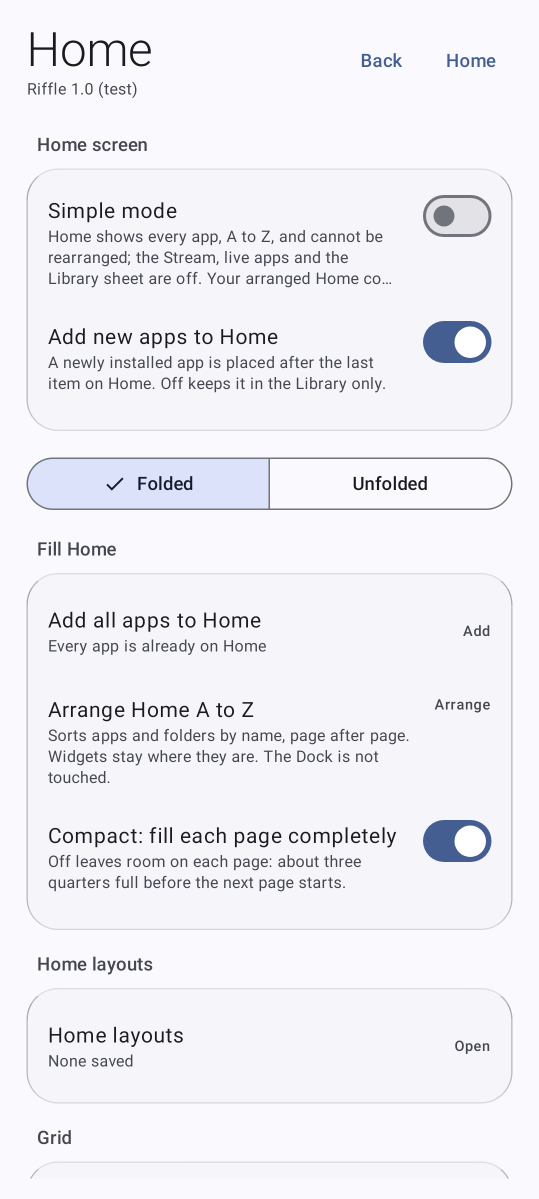 Home
Back
Home
Riffle 1.0 (test)
Home screen
Simple mode
Home shows every app, A to Z, and cannot be
rearranged; the Stream, live apps and the
Library sheet are off. Your arranged Home co…
Add new apps to Home
A newly installed app is placed after the last
item on Home. Off keeps it in the Library only.
Folded
Unfolded
Fill Home
Add all apps to Home
Every app is already on Home
Add
Arrange Home A to Z
Arrange
Sorts apps and folders by name, page after page.
Widgets stay where they are. The Dock is not
touched.
Compact: fill each page completely
Off leaves room on each page: about three
quarters full before the next page starts.
Home layouts
Home layouts
None saved
Open
Grid